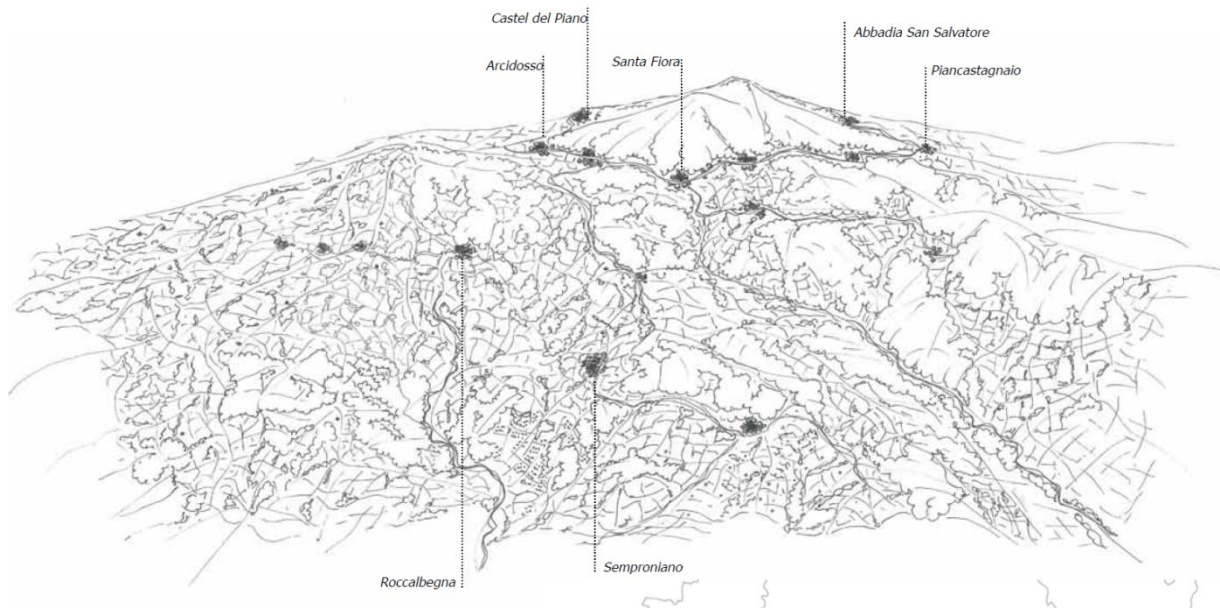 Castel del Piano
Abbadia San Salvatore
Arcidosso
Santa Fiora
Piancastagnaio
Roccalbegna
Semproniano